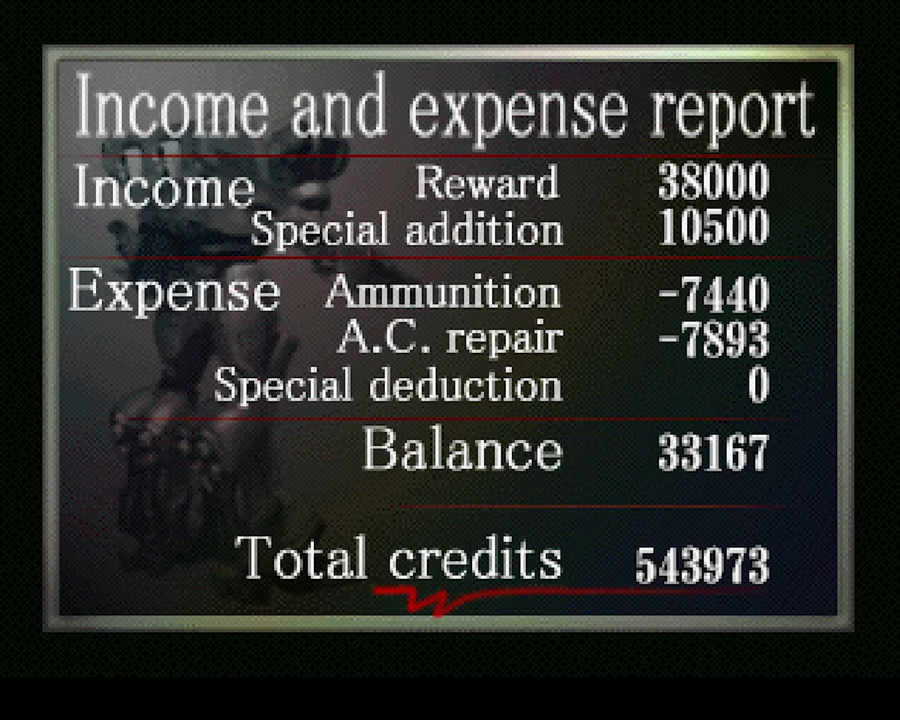 Income and expense report
Income Reward 38000
Special addition 10500
Expense Ammunition -7440
A.C. repair -7893
Special deduction 0
Balance 33167
Total credits 543973